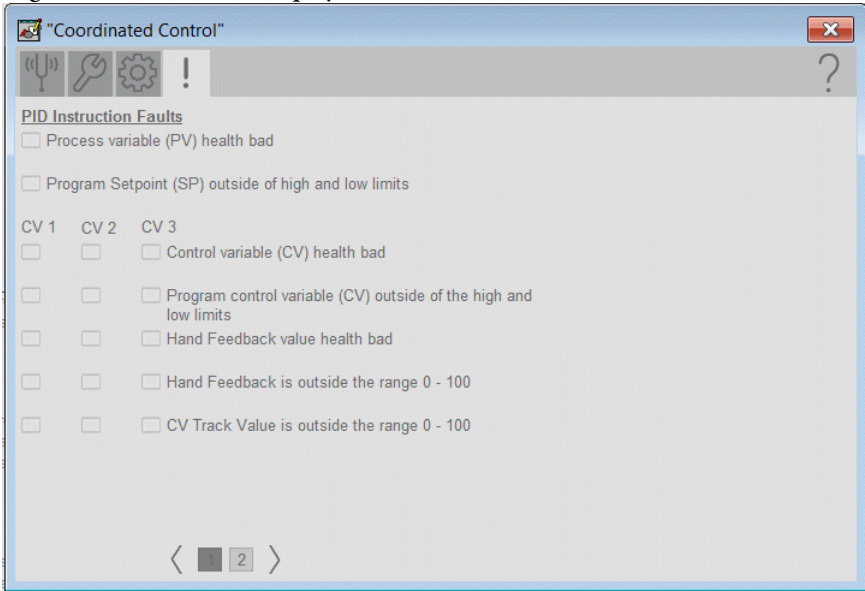 "Coordinated Control"
!
?
PID Instruction Faults
Process variable (PV) health bad
Program Setpoint (SP) outside of high and low limits
CV 1 CV 2 CV 3
Control variable (CV) health bad
Program control variable (CV) outside of the high and
low limits
Hand Feedback value health bad
Hand Feedback is outside the range 0 - 100
CV Track Value is outside the range 0 - 100
1 2